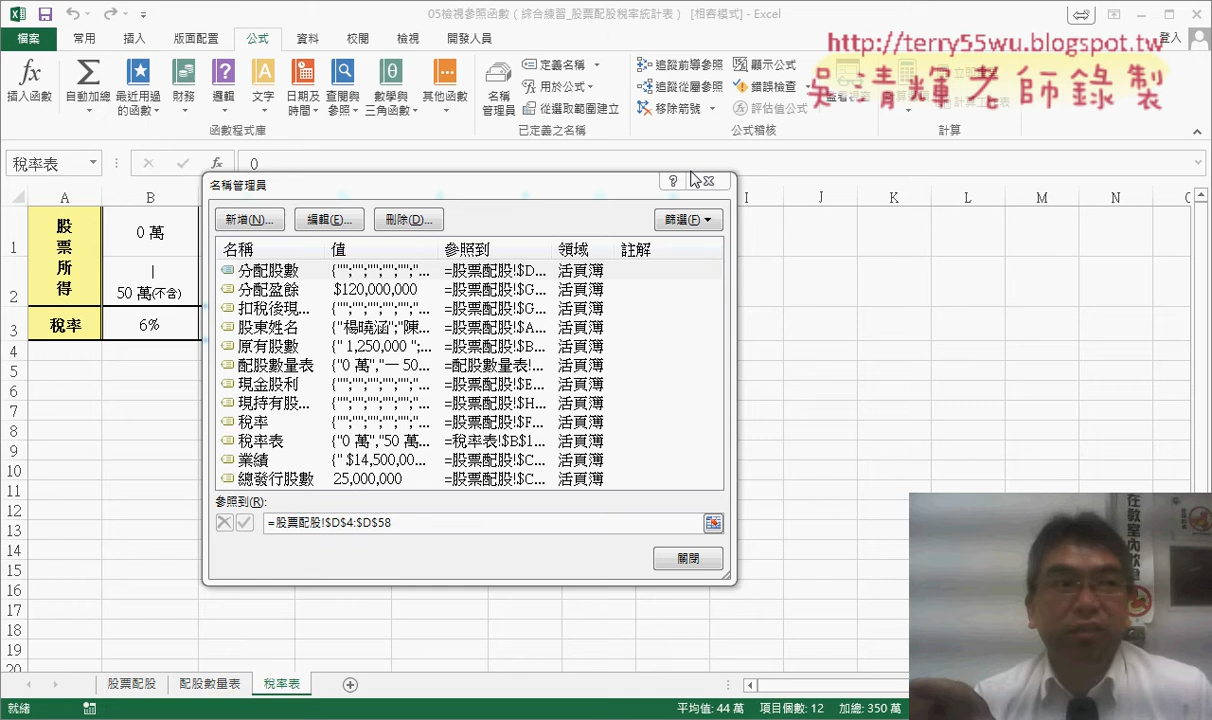 05檢視參照函數（綜合練習_股票配股稅率統計表） [相容模式] - Excel
檔案 常用 插入 版面配置 公式 資料 校閱 檢視 開發人員 登入
http://terry55wu.blogspot.tw
吳清輝老師錄製
插入函數 自動加總 最近用過的函數 財務 邏輯 文字 日期及時間 查閱與參照 數學與三角函數 其他函數
名稱管理員 定義名稱 用於公式 從選取範圍建立
追蹤前導參照 追蹤從屬參照 移除箭號 顯示公式 錯誤檢查 評估值公式
函數程式庫 已定義之名稱 公式稽核 計算
稅率表 fx 0
A B I J K L M N
1 股票所得 0 萬
2 | 50 萬(不含)
3 稅率 6%
4
5
6
7
8
9
10
11
12
13
14
15
16
17
18
19
20
名稱管理員
新增(N)... 編輯(E)... 刪除(D)... 篩選(F)
名稱 值 參照到 領域 註解
分配股數 {"";"";"";"";"";"... =股票配股!$D... 活頁簿
分配盈餘 $120,000,000 =股票配股!$G... 活頁簿
扣稅後現... {"";"";"";"";"";"... =股票配股!$G... 活頁簿
股東姓名 {"楊曉涵";"陳... =股票配股!$A... 活頁簿
原有股數 {" 1,250,000 ";... =股票配股!$B... 活頁簿
配股數量表 {"0 萬","一 50... =配股數量表!... 活頁簿
現金股利 {"";"";"";"";"";"... =股票配股!$E... 活頁簿
現持有股... {"";"";"";"";"";"... =股票配股!$H... 活頁簿
稅率 {"";"";"";"";"";"... =股票配股!$F... 活頁簿
稅率表 {"0 萬","50 萬... =稅率表!$B$1... 活頁簿
業績 {" $14,500,00... =股票配股!$C... 活頁簿
總發行股數 25,000,000 =股票配股!$C... 活頁簿
參照到(R):
=股票配股!$D$4:$D$58
關閉
在教室內飲食
股票配股 配股數量表 稅率表
就緒 平均值: 44 萬 項目個數: 12 加總: 350 萬